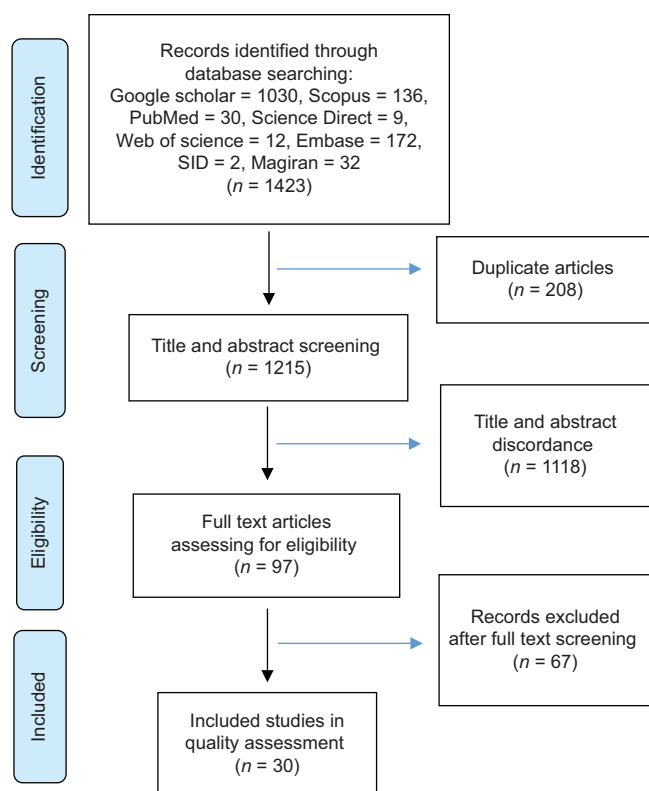 Identification
Records identified through
database searching:
Google scholar = 1030, Scopus = 136,
PubMed = 30, Science Direct = 9,
Web of science = 12, Embase = 172,
SID = 2, Magiran = 32
(n = 1423)
Screening
Duplicate articles
(n = 208)
Title and abstract screening
(n = 1215)
Title and abstract
discordance
(n = 1118)
Eligibility
Full text articles
assessing for eligibility
(n = 97)
Records excluded
after full text screening
(n = 67)
Included
Included studies in
quality assessment
(n = 30)